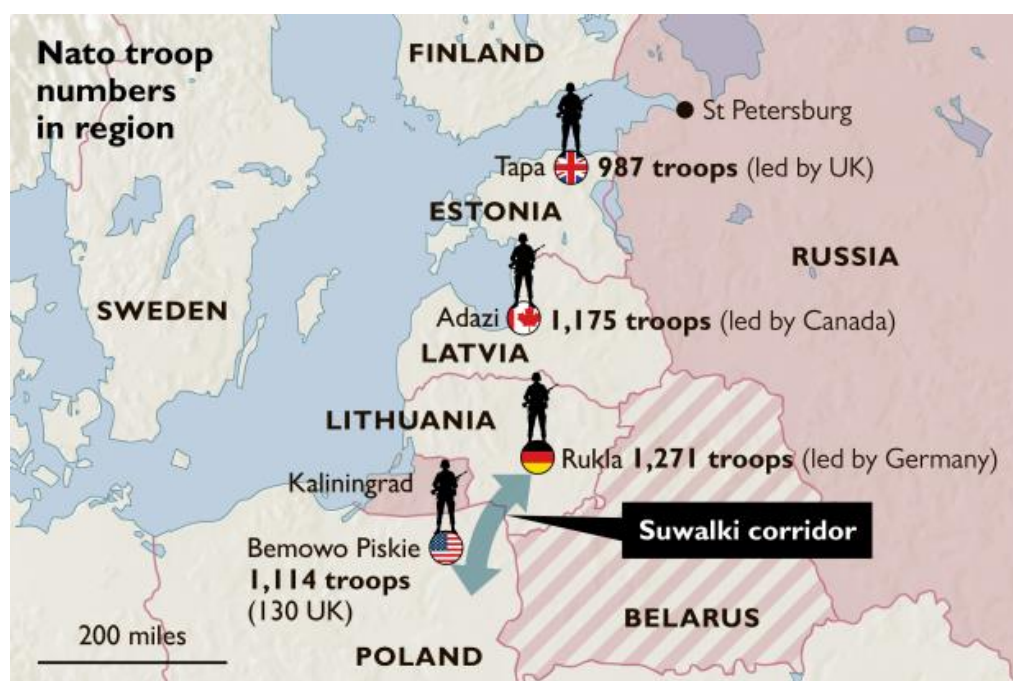 Nato troop
numbers
in region
FINLAND
St Petersburg
Tapa 987 troops (led by UK)
ESTONIA
RUSSIA
SWEDEN
Adazi 1,175 troops (led by Canada)
LATVIA
LITHUANIA
Rukla 1,271 troops (led by Germany)
Kaliningrad
Suwalki corridor
Bemowo Piskie
1,114 troops
(130 UK)
BELARUS
200 miles
POLAND